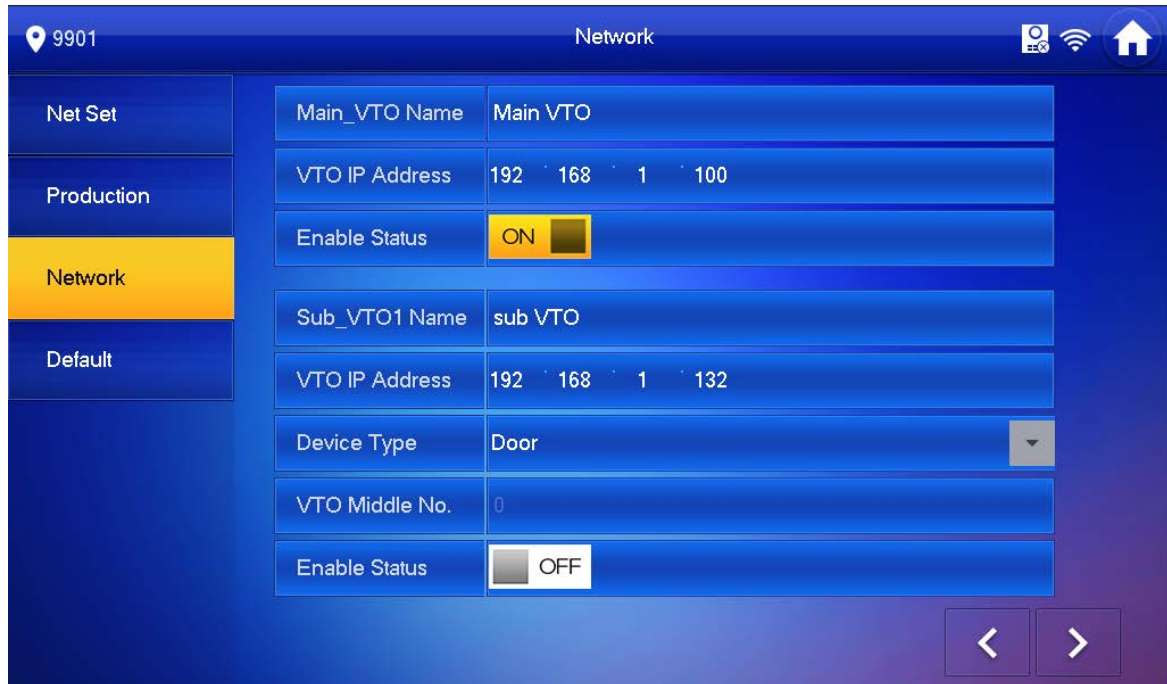 9901 Network
Net Set
Production
Network
Default
Main_VTO Name Main VTO
VTO IP Address 192 . 168 . 1 . 100
Enable Status ON
Sub_VTO1 Name sub VTO
VTO IP Address 192 . 168 . 1 . 132
Device Type Door
VTO Middle No. 0
Enable Status OFF